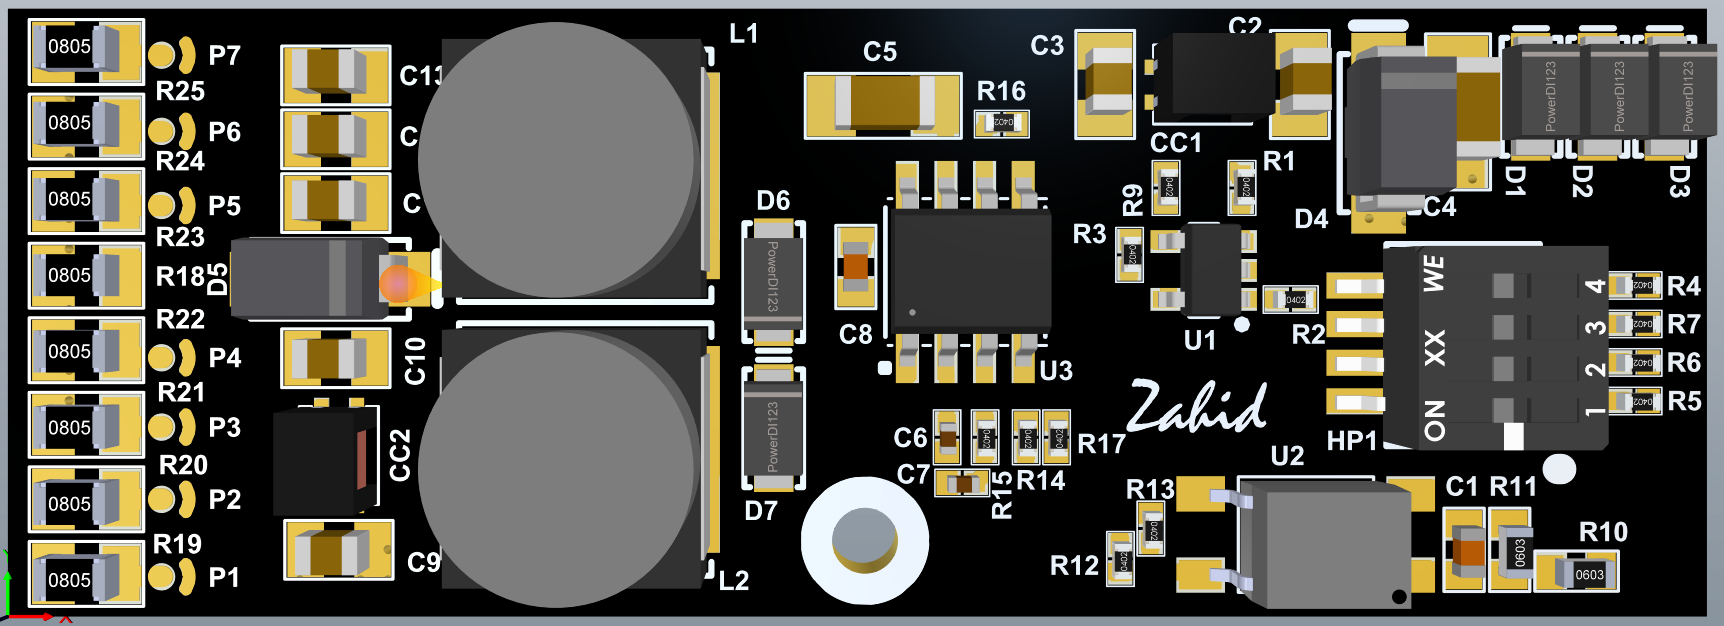 0805
P7
R25
0805
P6
R24
0805
P5
R23
0805
R18
R22
0805
P4
R21
0805
P3
R20
0805
P2
R19
0805
P1
C13
C
C
D5
C10
CC2
C9
L1
L2
D6
PowerDI123
PowerDI123
D7
C5
R16
0402
C8
U3
C6
C7
0402
0402
0402
R17
R15
R14
C3
C2
CC1
R1
R9
0402
0402
R3
0402
U1
0402
R2
Zahid
D4
C4
PowerDI123
PowerDI123
PowerDI123
D1
D2
D3
WE
XX
ON
4
3
2
1
0402
R4
0402
R7
0402
R6
0402
R5
HP1
U2
R13
0402
R12
0402
C1
R11
0603
R10
0603
Y
X